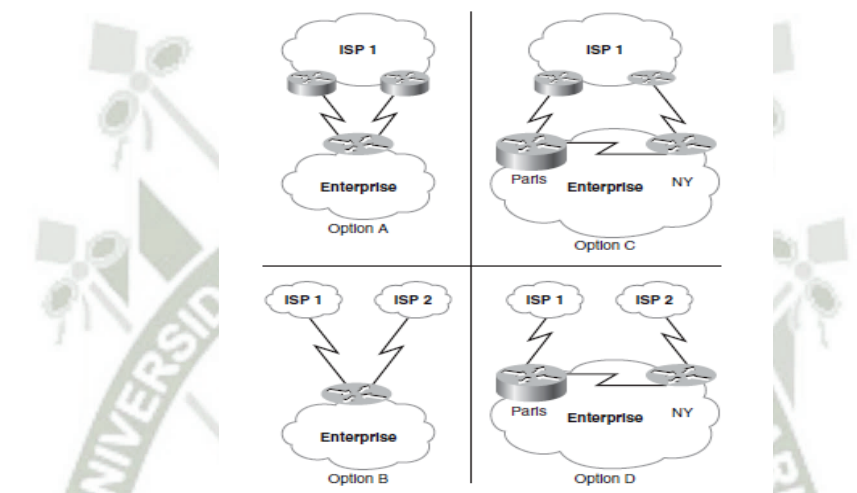 ISP 1
Enterprise
Option A
ISP 1
Paris
Enterprise
NY
Option C
ISP 1
ISP 2
Enterprise
Option B
ISP 1
ISP 2
Paris
Enterprise
NY
Option D
NIVERSID